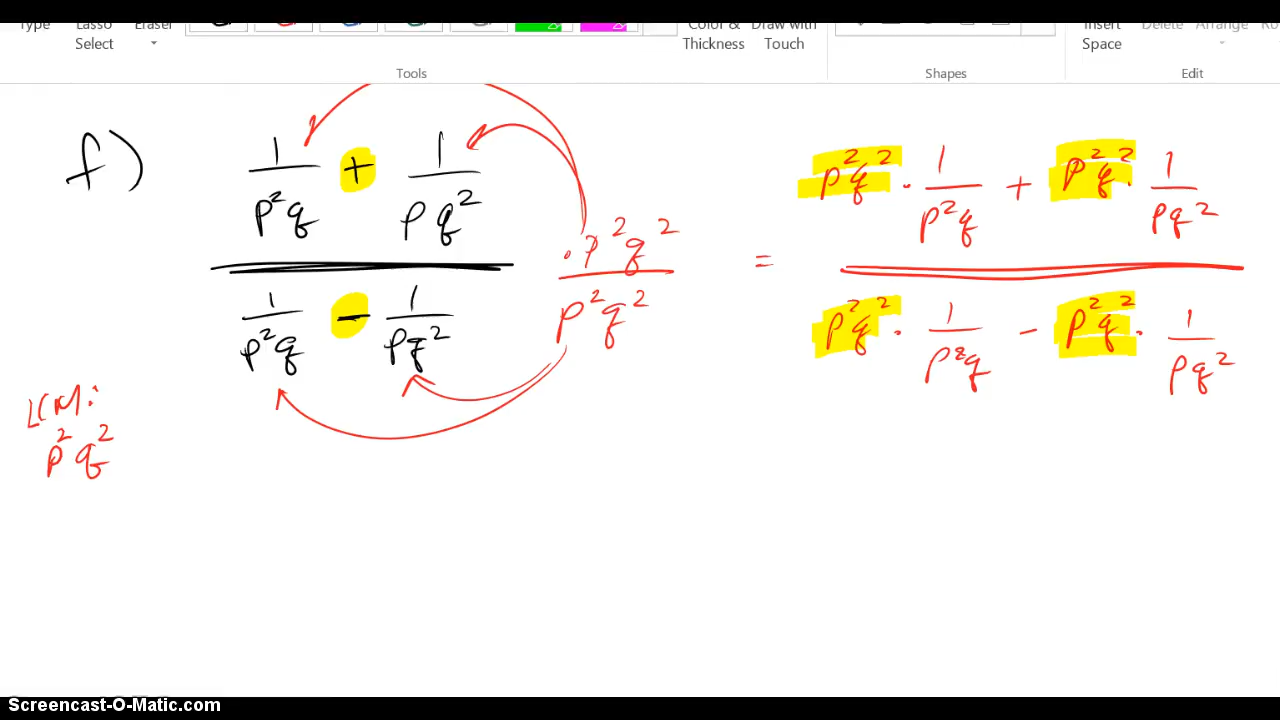 Type Lasso Select Eraser Color & Thickness Draw with Touch Insert Space Delete Arrange Ro
Tools Shapes Edit
f) 1/p²q + 1/pq² · p²q² = p²q² · 1/p²q + p²q² · 1/pq²
1/p²q - 1/pq² p²q² p²q² · 1/p²q - p²q² · 1/pq²
LCM:
p²q²
Screencast-O-Matic.com